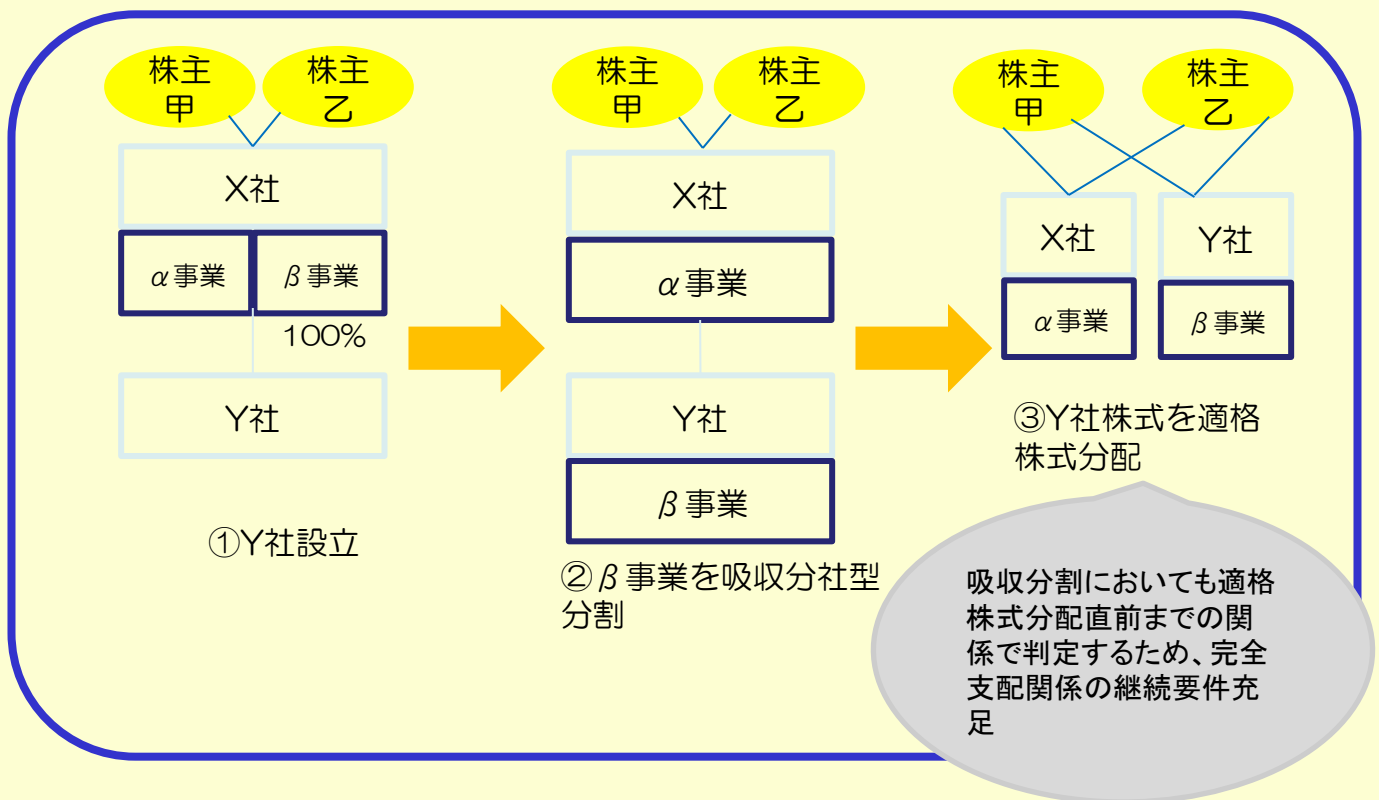 株主
甲
株主
乙
X社
α事業
β事業
100%
Y社
①Y社設立
株主
甲
株主
乙
X社
α事業
Y社
β事業
②β事業を吸収分社型
分割
株主
甲
株主
乙
X社
Y社
α事業
β事業
③Y社株式を適格
株式分配
吸収分割においても適格
株式分配直前までの関
係で判定するため、完全
支配関係の継続要件充
足